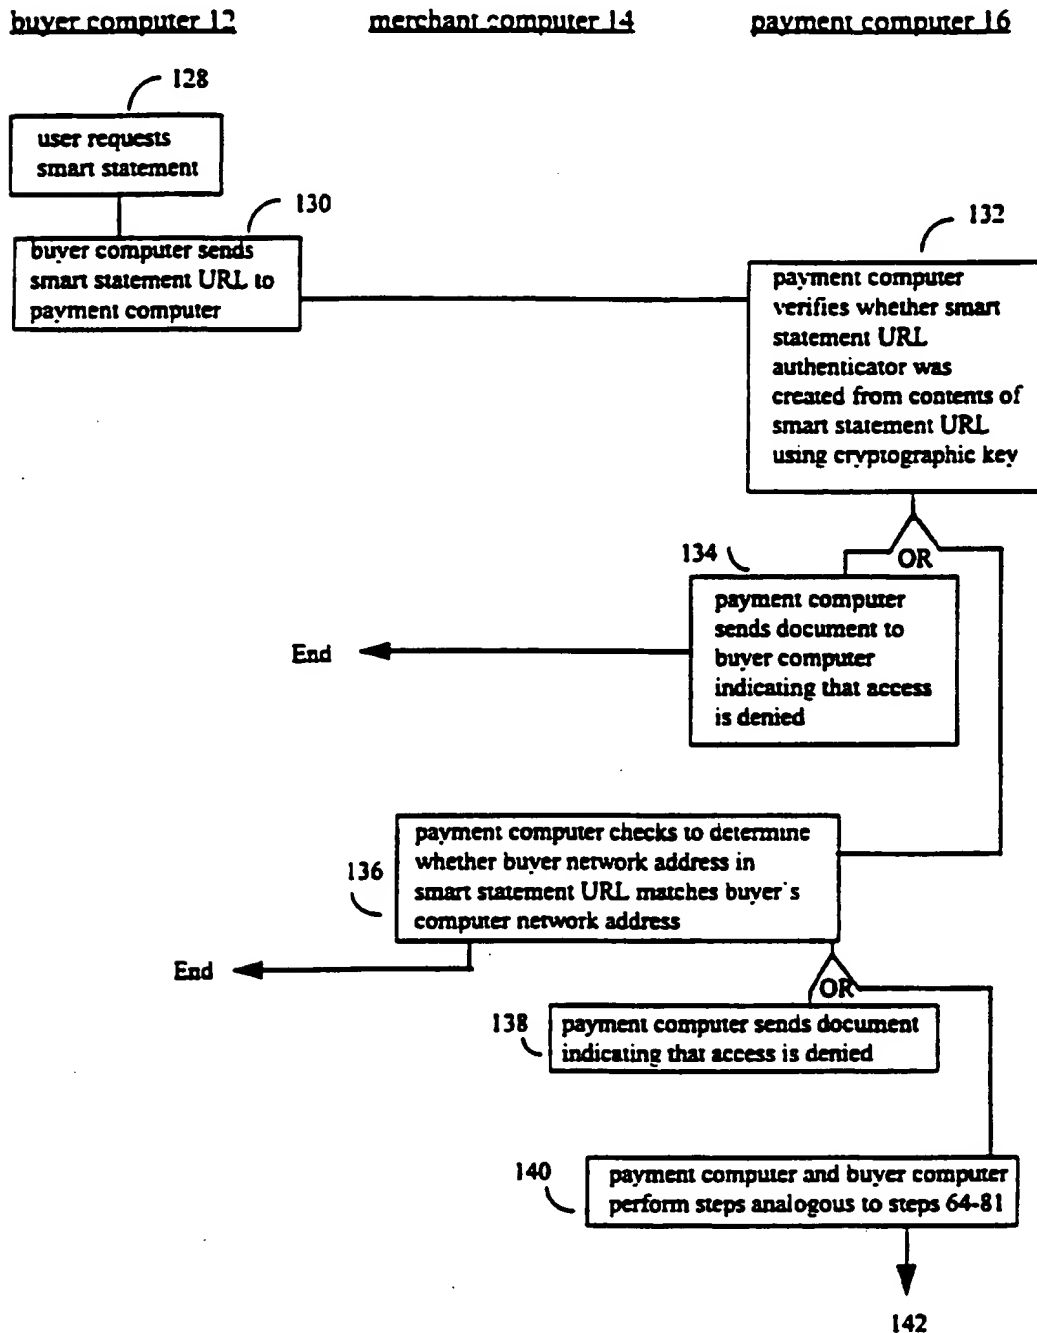 buyer computer 12
merchant computer 14
payment computer 16
128
user requests
smart statement
130
buyer computer sends
smart statement URL to
payment computer
132
payment computer
verifies whether smart
statement URL
authenticator was
created from contents of
smart statement URL
using cryptographic key
OR
134
payment computer
sends document to
buyer computer
indicating that access
is denied
End
136
payment computer checks to determine
whether buyer network address in
smart statement URL matches buyer's
computer network address
End
OR
138
payment computer sends document
indicating that access is denied
140
payment computer and buyer computer
perform steps analogous to steps 64-81
142